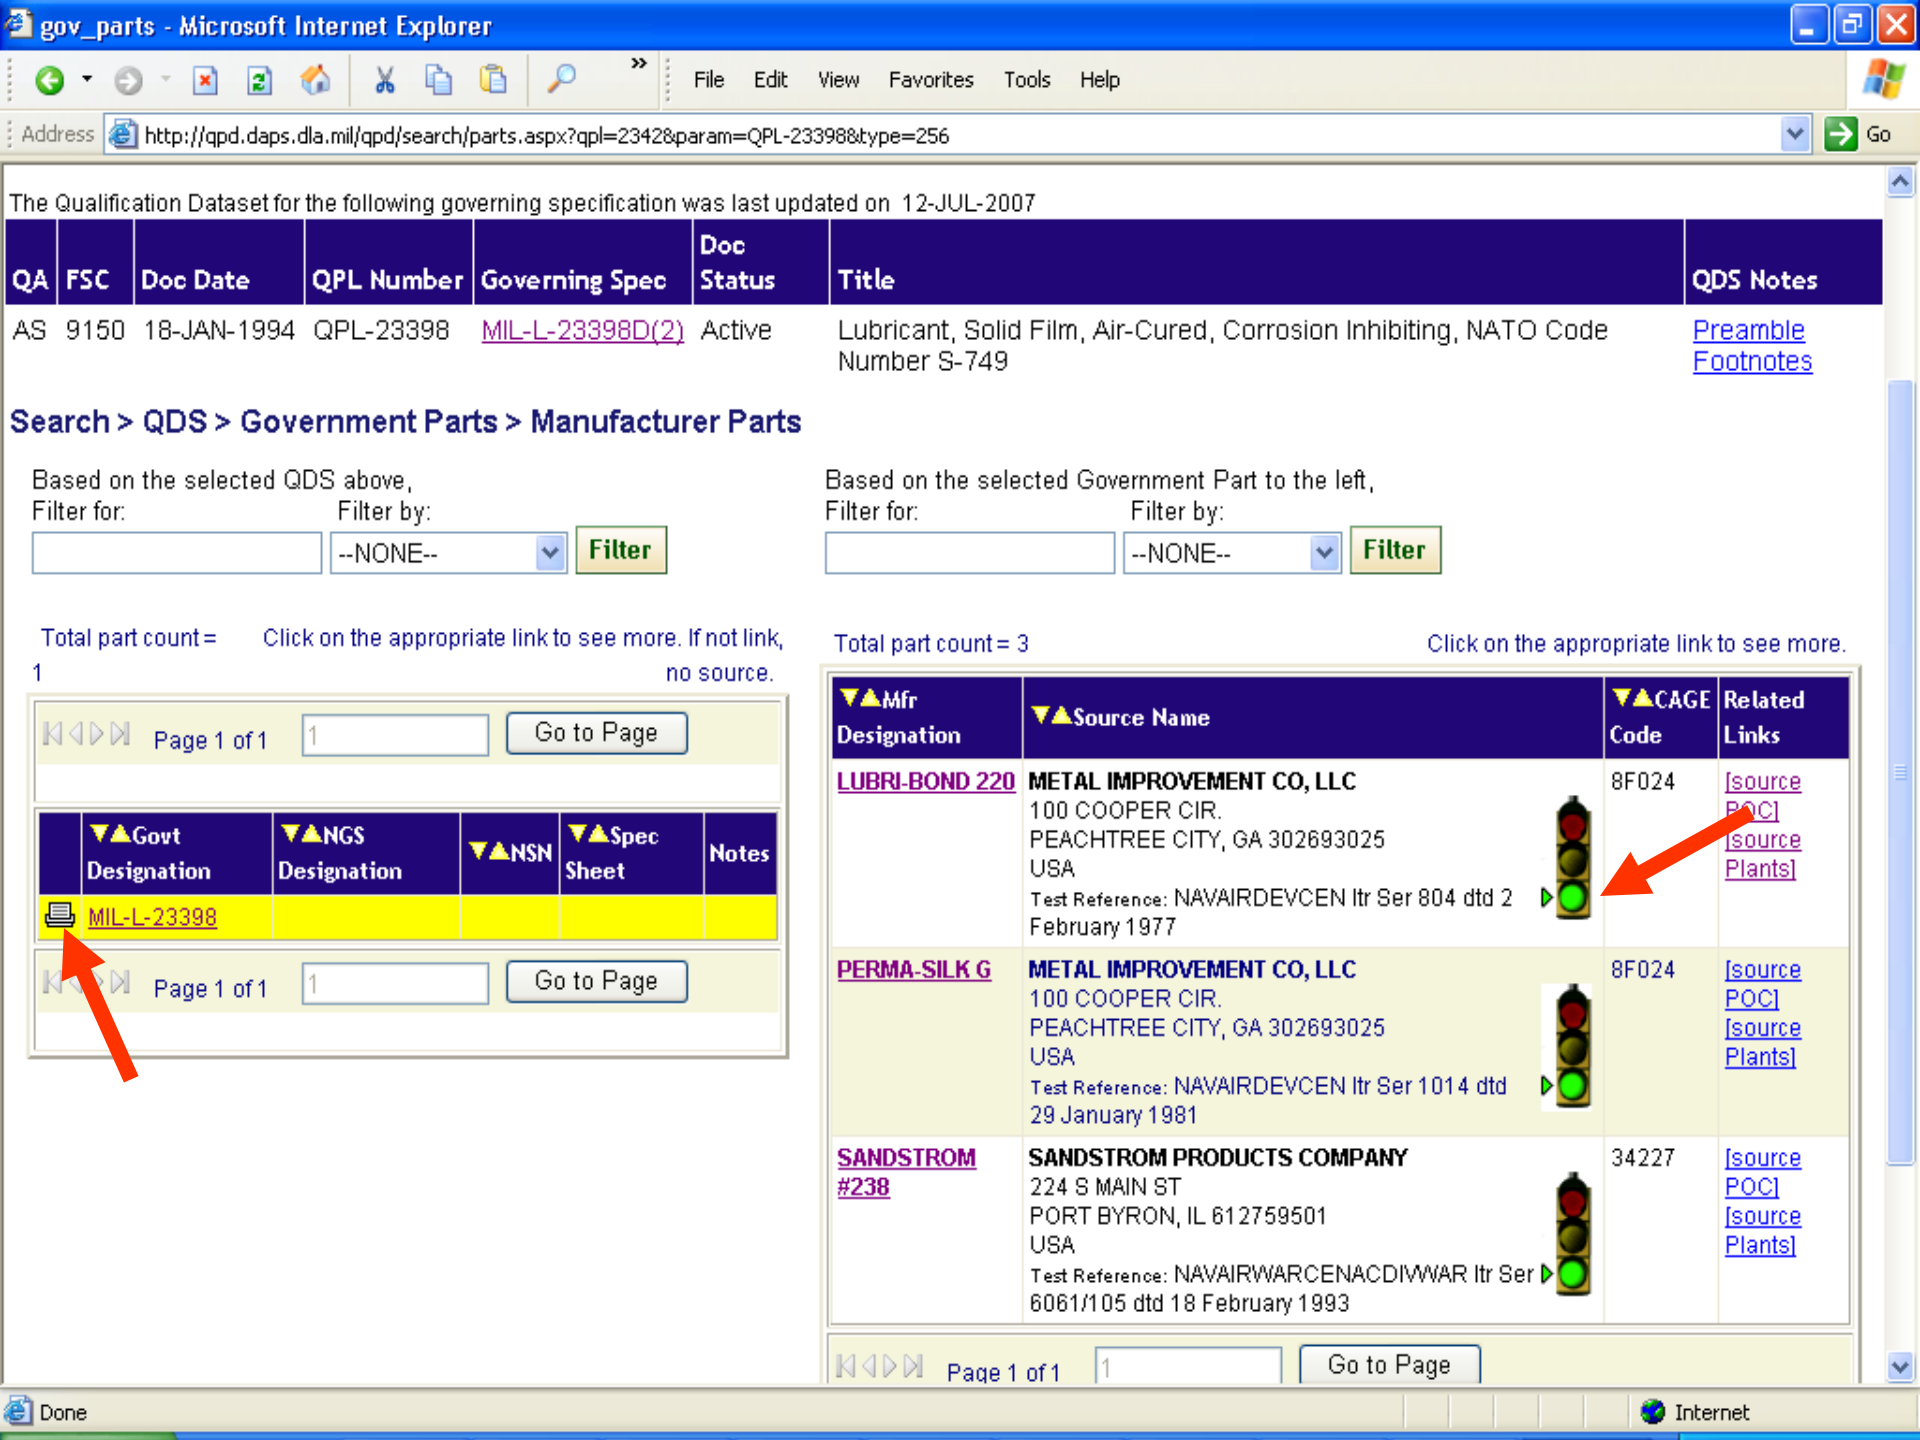 gov_parts - Microsoft Internet Explorer
» File Edit View Favorites Tools Help
Address http://qpd.daps.dla.mil/qpd/search/parts.aspx?qpl=2342&param=QPL-23398&type=256 Go
The Qualification Dataset for the following governing specification was last updated on 12-JUL-2007
QA FSC Doc Date QPL Number Governing Spec Doc Status Title QDS Notes
AS 9150 18-JAN-1994 QPL-23398 MIL-L-23398D(2) Active Lubricant, Solid Film, Air-Cured, Corrosion Inhibiting, NATO Code Preamble
Number S-749 Footnotes
Search > QDS > Government Parts > Manufacturer Parts
Based on the selected QDS above,
Filter for: Filter by:
--NONE-- Filter
Based on the selected Government Part to the left,
Filter for: Filter by:
--NONE-- Filter
Total part count = Click on the appropriate link to see more. If not link,
1 no source.
Page 1 of 1 1 Go to Page
▼▲Govt Designation ▼▲NGS Designation ▼▲NSN ▼▲Spec Sheet Notes
MIL-L-23398
Page 1 of 1 1 Go to Page
Total part count = 3 Click on the appropriate link to see more.
▼▲Mfr Designation ▼▲Source Name ▼▲CAGE Code Related Links
LUBRI-BOND 220 METAL IMPROVEMENT CO, LLC 8F024 [source
100 COOPER CIR. POC]
PEACHTREE CITY, GA 302693025 [source
USA Plants]
Test Reference: NAVAIRDEVCEN ltr Ser 804 dtd 2
February 1977
PERMA-SILK G METAL IMPROVEMENT CO, LLC 8F024 [source
100 COOPER CIR. POC]
PEACHTREE CITY, GA 302693025 [source
USA Plants]
Test Reference: NAVAIRDEVCEN ltr Ser 1014 dtd
29 January 1981
SANDSTROM SANDSTROM PRODUCTS COMPANY 34227 [source
#238 224 S MAIN ST POC]
PORT BYRON, IL 612759501 [source
USA Plants]
Test Reference: NAVAIRWARCENACDIVWAR ltr Ser
6061/105 dtd 18 February 1993
Page 1 of 1 1 Go to Page
Done Internet